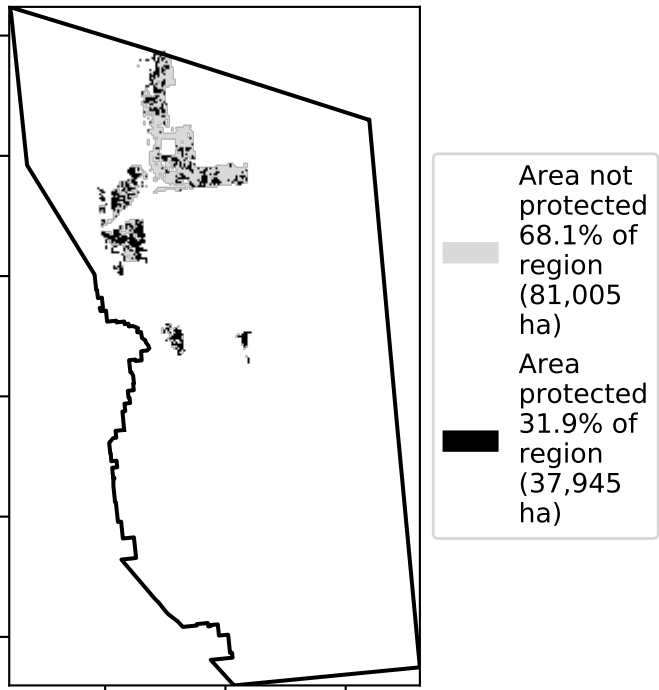 Area not
protected
68.1% of
region
(81,005
ha)
Area
protected
31.9% of
region
(37,945
ha)